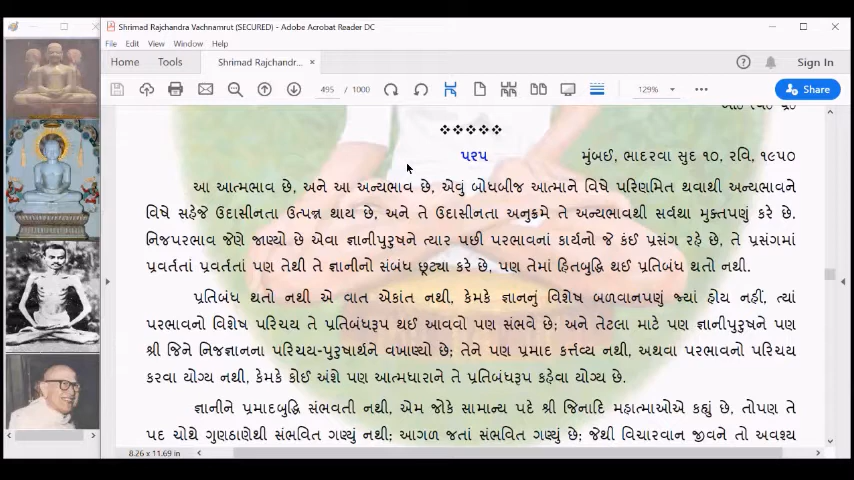 Shrimad Rajchandra Vachnamrut (SECURED) - Adobe Acrobat Reader DC
File Edit View Window Help
Home Tools Shrimad Rajchandr... × Sign In
495 / 1000 129% Share
૫૨૫ મુંબઈ, ભાદરવા સુદ ૧૦, રવિ, ૧૯૫૦
આ આત્મભાવ છે, અને આ અન્યભાવ છે, એવું બોધબીજ આત્માને વિષે પરિણમિત થવાથી અન્યભાવને
વિષે સહેજે ઉદાસીનતા ઉત્પન્ન થાય છે, અને તે ઉદાસીનતા અનુક્રમે તે અન્યભાવથી સર્વથા મુક્તપણું કરે છે.
નિજપરભાવ જેણે જાણ્યો છે એવા જ્ઞાનીપુરુષને ત્યાર પછી પરભાવનાં કાર્યનો જે કંઈ પ્રસંગ રહે છે, તે પ્રસંગમાં
પ્રવર્તતાં પ્રવર્તતાં પણ તેથી તે જ્ઞાનીનો સંબંધ છૂટ્યા કરે છે, પણ તેમાં હિતબુદ્ધિ થઈ પ્રતિબંધ થતો નથી.
પ્રતિબંધ થતો નથી એ વાત એકાંત નથી, કેમકે જ્ઞાનનું વિશેષ બળવાનપણું જ્યાં હોય નહીં, ત્યાં
પરભાવનો વિશેષ પરિચય તે પ્રતિબંધરૂપ થઈ આવવો પણ સંભવે છે; અને તેટલા માટે પણ જ્ઞાનીપુરુષને પણ
શ્રી જિને નિજજ્ઞાનના પરિચય-પુરુષાર્થને વખાણ્યો છે; તેને પણ પ્રમાદ કર્ત્તવ્ય નથી, અથવા પરભાવનો પરિચય
કરવા યોગ્ય નથી, કેમકે કોઈ અંશે પણ આત્મધારાને તે પ્રતિબંધરૂપ કહેવા યોગ્ય છે.
જ્ઞાનીને પ્રમાદબુદ્ધિ સંભવતી નથી, એમ જોકે સામાન્ય પદે શ્રી જિનાદિ મહાત્માઓએ કહ્યું છે, તોપણ તે
પદ ચોથે ગુણઠાણેથી સંભવિત ગણ્યું નથી; આગળ જતાં સંભવિત ગણ્યું છે; જેથી વિચારવાન જીવને તો અવશ્ય
8.26 x 11.69 in